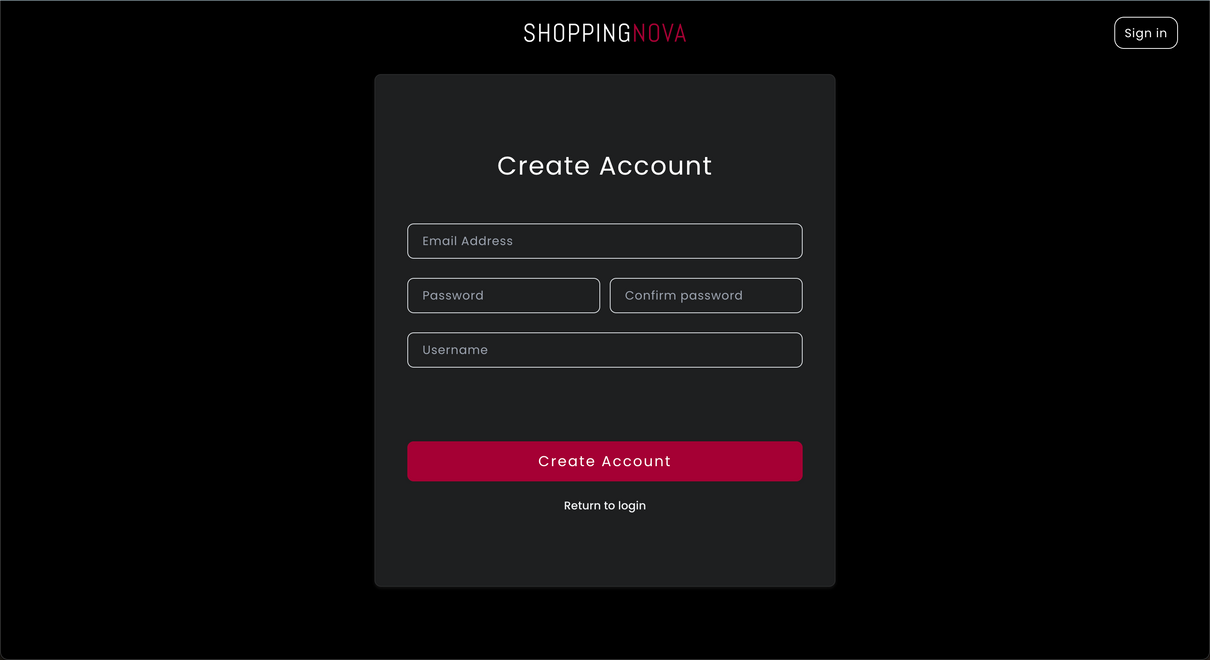 SHOPPINGNOVA
Sign in
Create Account
Email Address
Password
Confirm password
Username
Create Account
Return to login